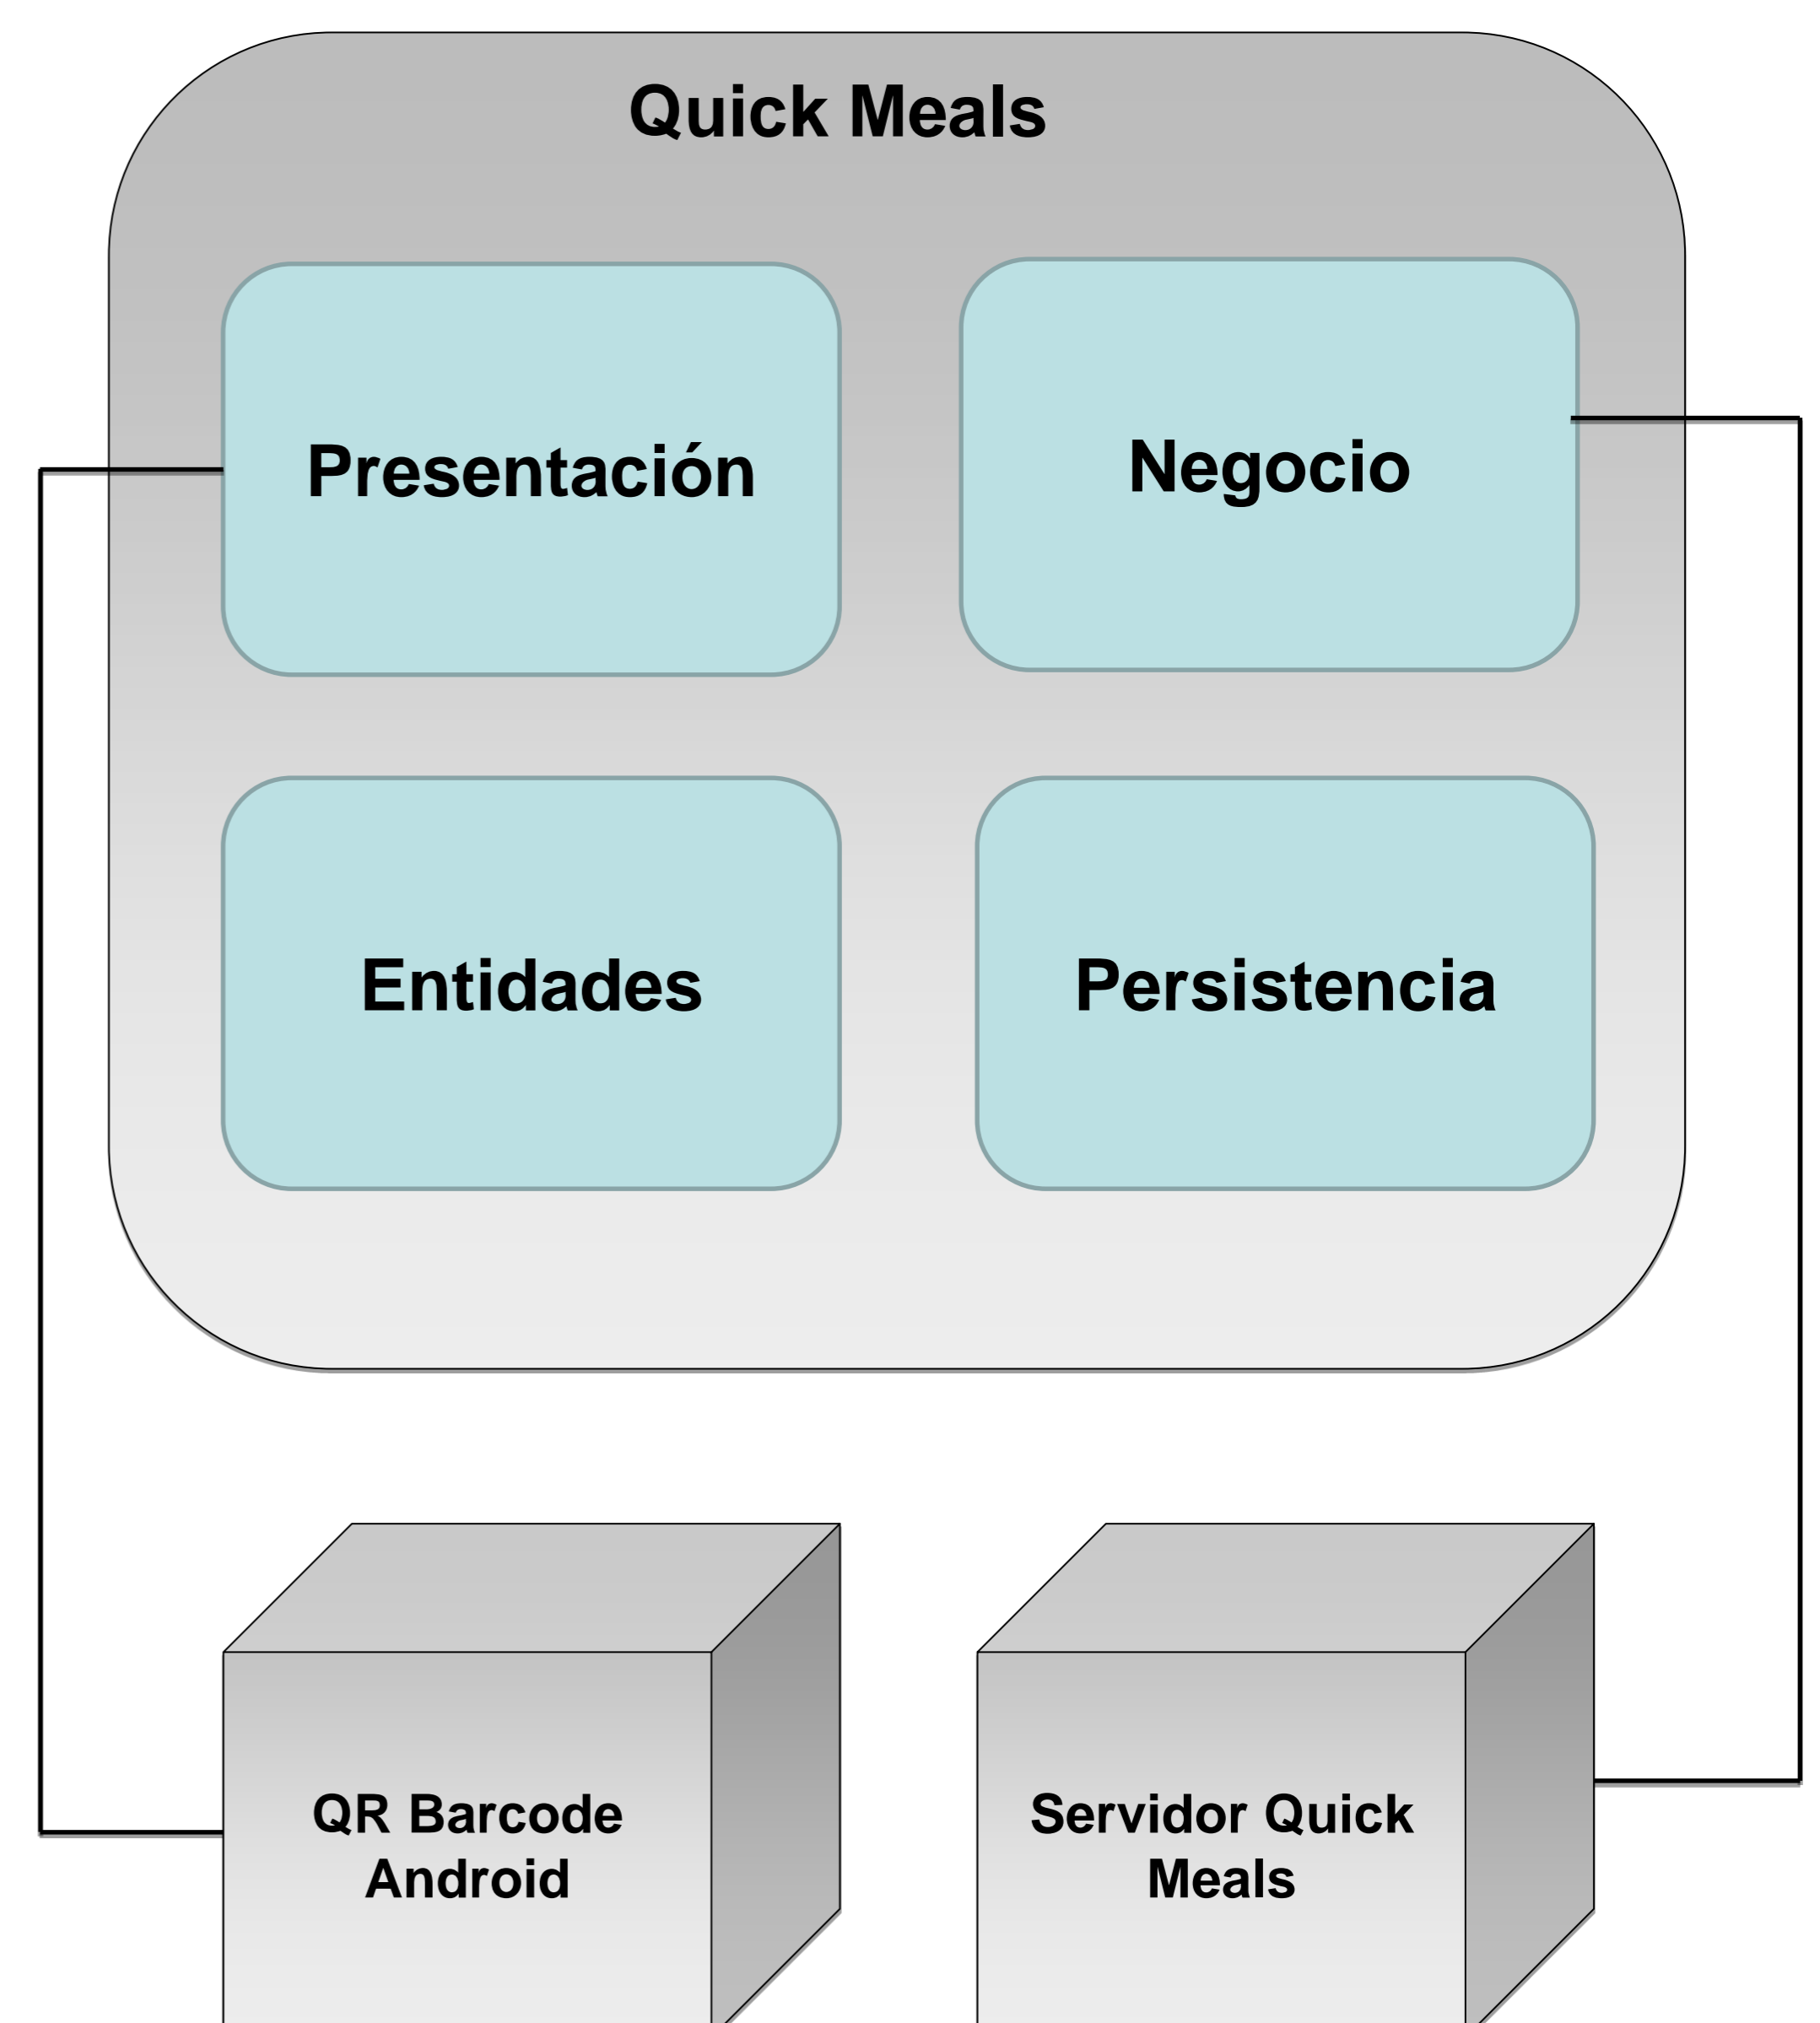 Quick Meals
Presentación
Negocio
Entidades
Persistencia
QR Barcode
Android
Servidor Quick
Meals